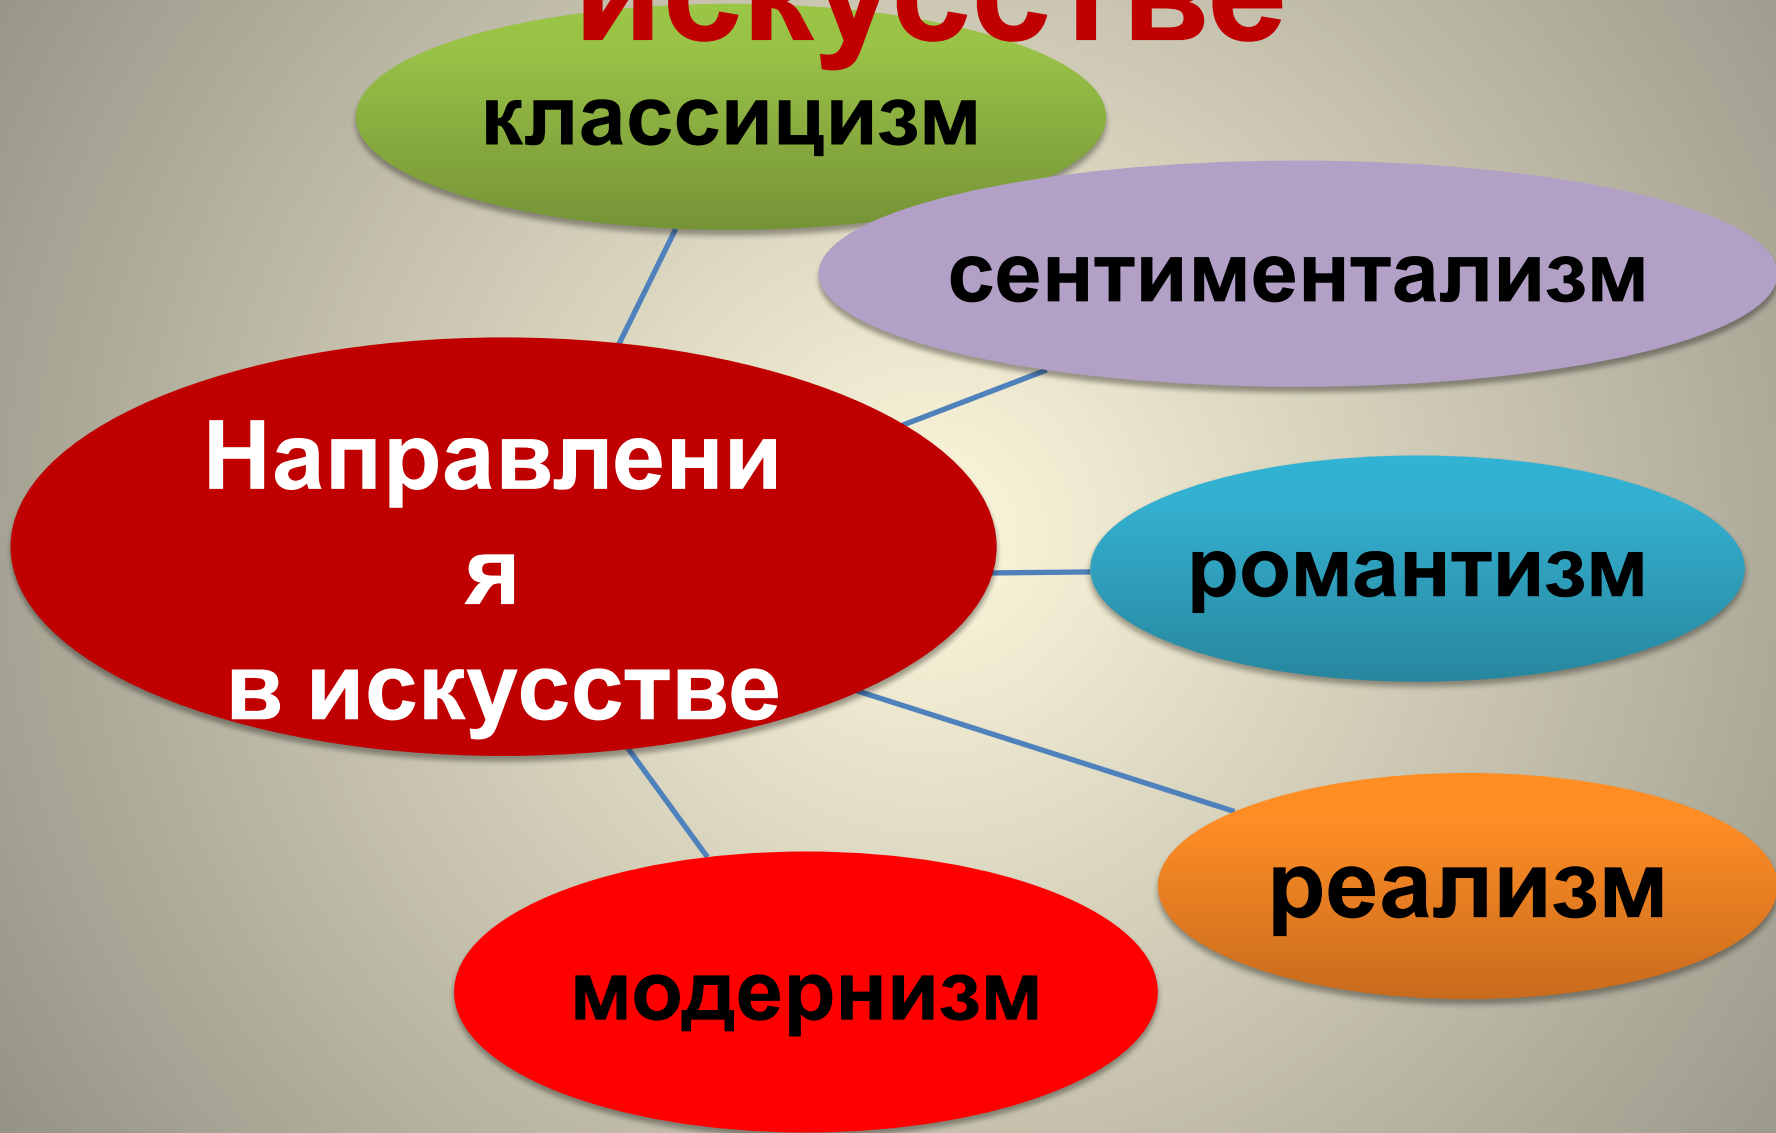 искусстве
классицизм
сентиментализм
Направлени
я
в искусстве
романтизм
реализм
модернизм